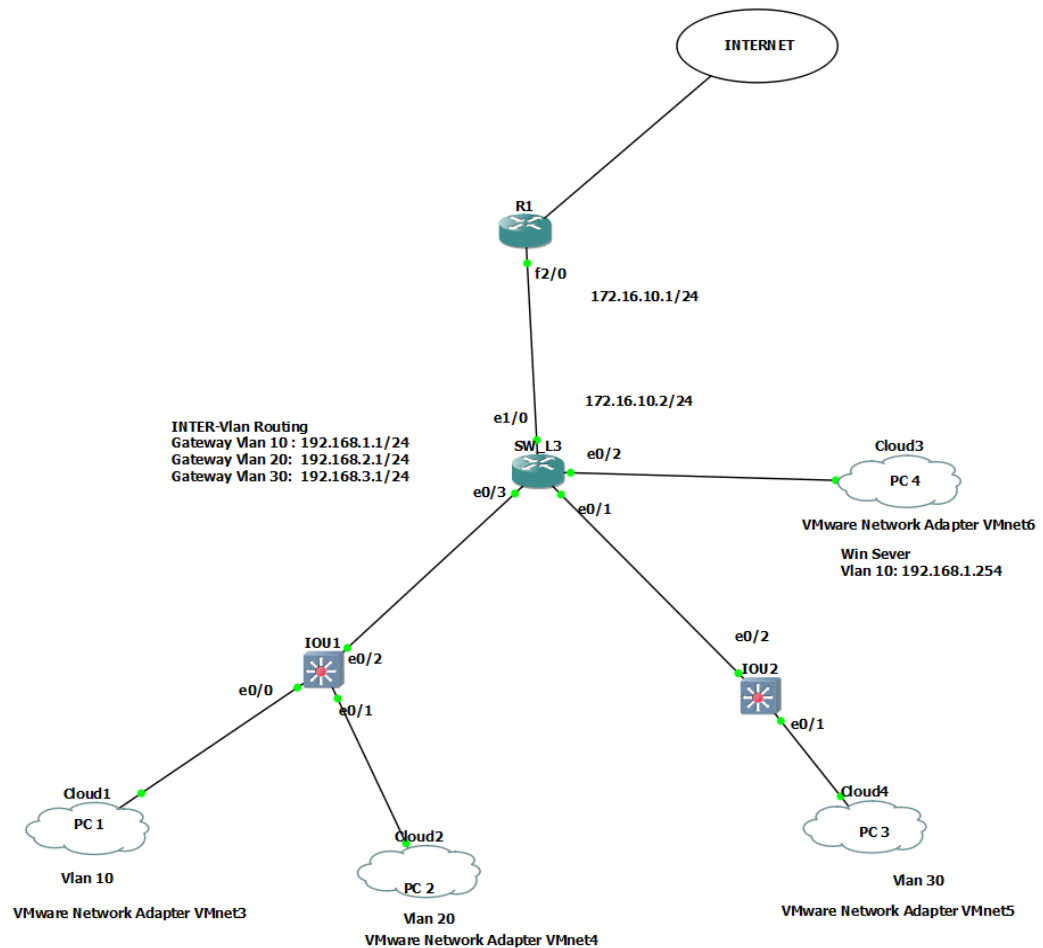 INTERNET
R1
f2/0
172.16.10.1/24
172.16.10.2/24
e1/0
INTER-Vlan Routing
Gateway Vlan 10 : 192.168.1.1/24
Gateway Vlan 20:  192.168.2.1/24
Gateway Vlan 30:  192.168.3.1/24
SW_L3
e0/2
Cloud3
PC 4
e0/3
e0/1
VMware Network Adapter VMnet6
Win Sever
Vlan 10: 192.168.1.254
IOU1
e0/2
e0/0
e0/1
e0/2
IOU2
e0/1
Cloud1
PC 1
Cloud2
PC 2
Cloud4
PC 3
Vlan 10
VMware Network Adapter VMnet3
Vlan 20
VMware Network Adapter VMnet4
Vlan 30
VMware Network Adapter VMnet5